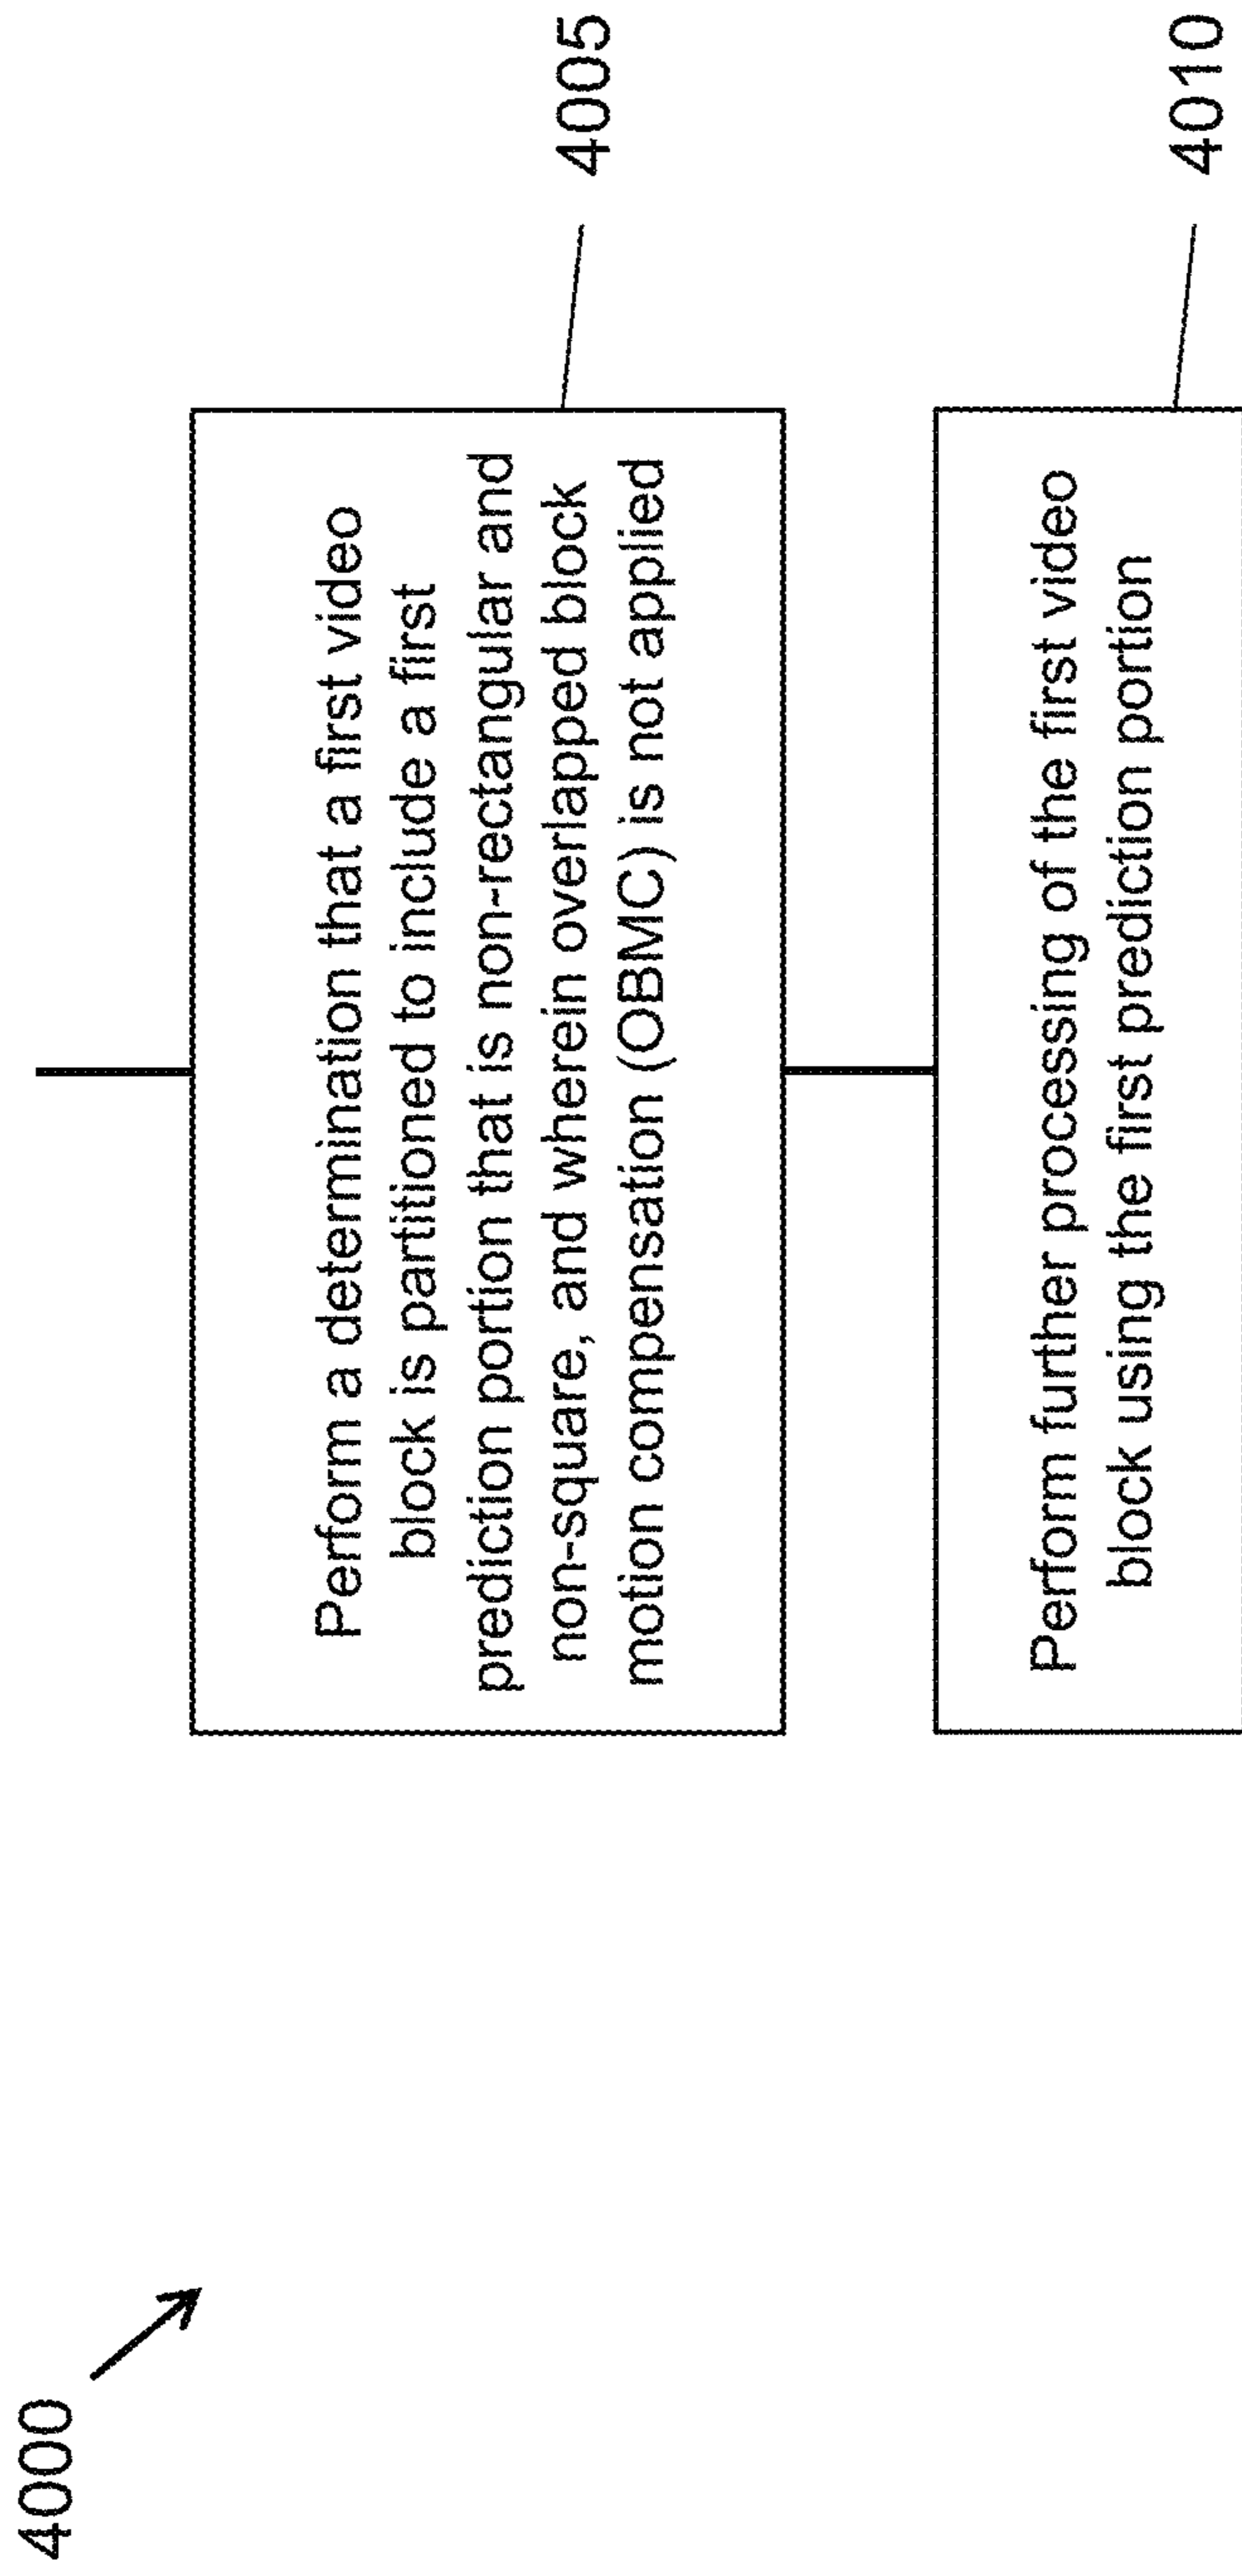 4000
Perform a determination that a first video
block is partitioned to include a first
prediction portion that is non-rectangular and
non-square, and wherein overlapped block
motion compensation (OBMC) is not applied
4005
Perform further processing of the first video
block using the first prediction portion
4010